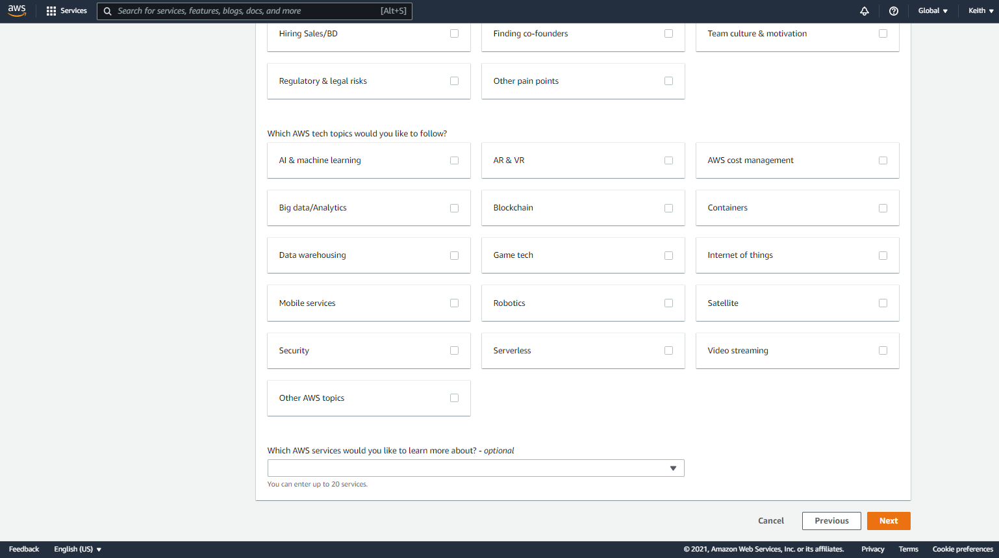 aws Services Search for services, features, blogs, docs, and more [Alt+S] Global Keith
Hiring Sales/BD Finding co-founders Team culture & motivation
Regulatory & legal risks Other pain points
Which AWS tech topics would you like to follow?
AI & machine learning AR & VR AWS cost management
Big data/Analytics Blockchain Containers
Data warehousing Game tech Internet of things
Mobile services Robotics Satellite
Security Serverless Video streaming
Other AWS topics
Which AWS services would you like to learn more about? - optional
You can enter up to 20 services.
Cancel Previous Next
Feedback English (US) © 2021, Amazon Web Services, Inc. or its affiliates. Privacy Terms Cookie preferences